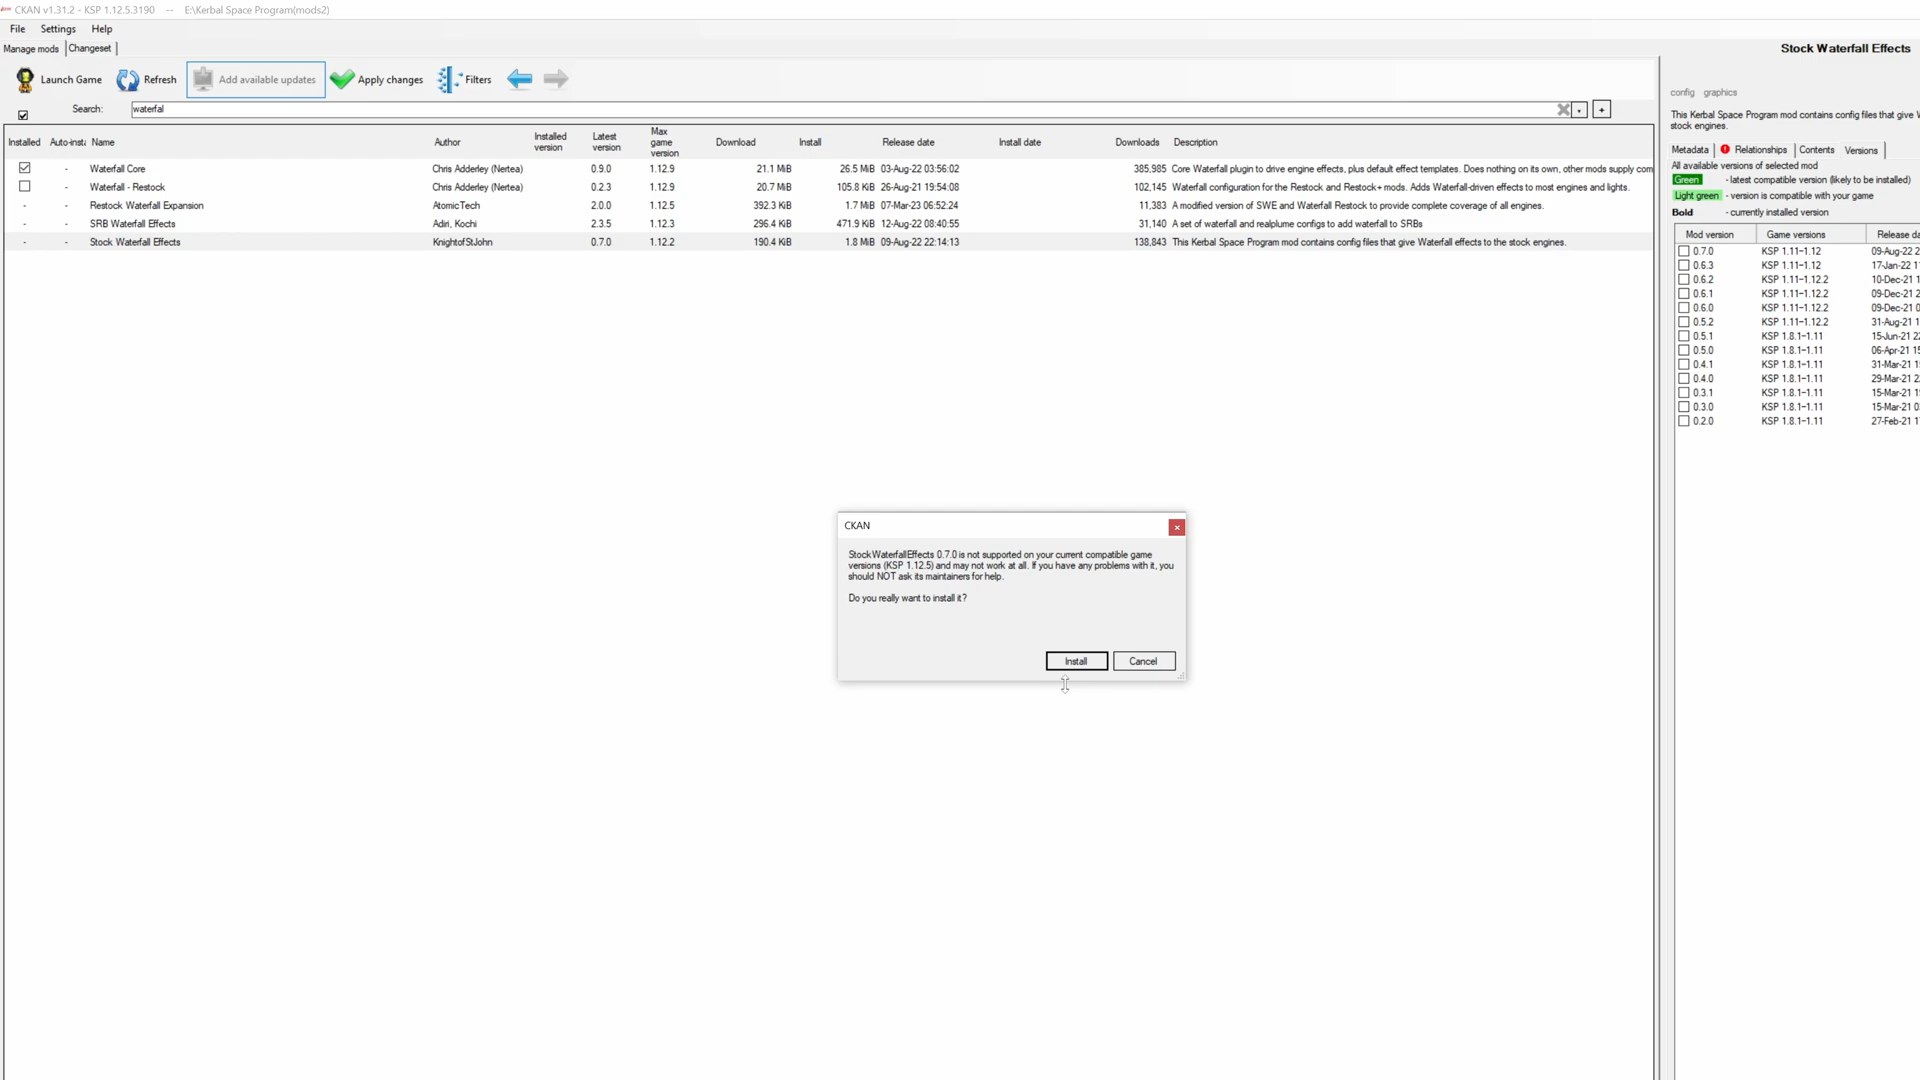 CKAN v1.31.2 - KSP 1.12.5.3190 -- E:\Kerbal Space Program(mods2)
File Settings Help
Manage mods Changeset
Stock Waterfall Effects
Launch Game Refresh Add available updates Apply changes Filters
Search: waterfal
config graphics
This Kerbal Space Program mod contains config files that give
stock engines.
Metadata Relationships Contents Versions
All available versions of selected mod
Green - latest compatible version (likely to be installed)
Light green - version is compatible with your game
Bold - currently installed version
Installed Auto-insta Name Author Installed version Latest version Max game version Download Install Release date Install date Downloads Description
Waterfall Core Chris Adderley (Nertea) 0.9.0 1.12.9 21.1 MiB 26.5 MiB 03-Aug-22 03:56:02 385,985 Core Waterfall plugin to drive engine effects, plus default effect templates. Does nothing on its own, other mods supply com
- Waterfall - Restock Chris Adderley (Nertea) 0.2.3 1.12.9 20.7 MiB 105.8 KiB 26-Aug-21 19:54:08 102,145 Waterfall configuration for the Restock and Restock+ mods. Adds Waterfall-driven effects to most engines and lights.
- - Restock Waterfall Expansion AtomicTech 2.0.0 1.12.5 392.3 KiB 1.7 MiB 07-Mar-23 06:52:24 11,383 A modified version of SWE and Waterfall Restock to provide complete coverage of all engines.
- - SRB Waterfall Effects Adiri, Kochi 2.3.5 1.12.3 296.4 KiB 471.9 KiB 12-Aug-22 08:40:55 31,140 A set of waterfall and realplume configs to add waterfall to SRBs
- - Stock Waterfall Effects KnightofStJohn 0.7.0 1.12.2 190.4 KiB 1.8 MiB 09-Aug-22 22:14:13 138,843 This Kerbal Space Program mod contains config files that give Waterfall effects to the stock engines.
Mod version Game versions Release da
0.7.0 KSP 1.11-1.12 09-Aug-22 2
0.6.3 KSP 1.11-1.12 17-Jan-22 1
0.6.2 KSP 1.11-1.12.2 10-Dec-21 1
0.6.1 KSP 1.11-1.12.2 09-Dec-21 2
0.6.0 KSP 1.11-1.12.2 09-Dec-21 0
0.5.2 KSP 1.11-1.12.2 31-Aug-21 1
0.5.1 KSP 1.8.1-1.11 15-Jun-21 22
0.5.0 KSP 1.8.1-1.11 06-Apr-21 15
0.4.1 KSP 1.8.1-1.11 31-Mar-21 1
0.4.0 KSP 1.8.1-1.11 29-Mar-21 2
0.3.1 KSP 1.8.1-1.11 15-Mar-21 1
0.3.0 KSP 1.8.1-1.11 15-Mar-21 0
0.2.0 KSP 1.8.1-1.11 27-Feb-21 1
CKAN
StockWaterfallEffects 0.7.0 is not supported on your current compatible game
versions (KSP 1.12.5) and may not work at all. If you have any problems with it, you
should NOT ask its maintainers for help.
Do you really want to install it?
Install Cancel